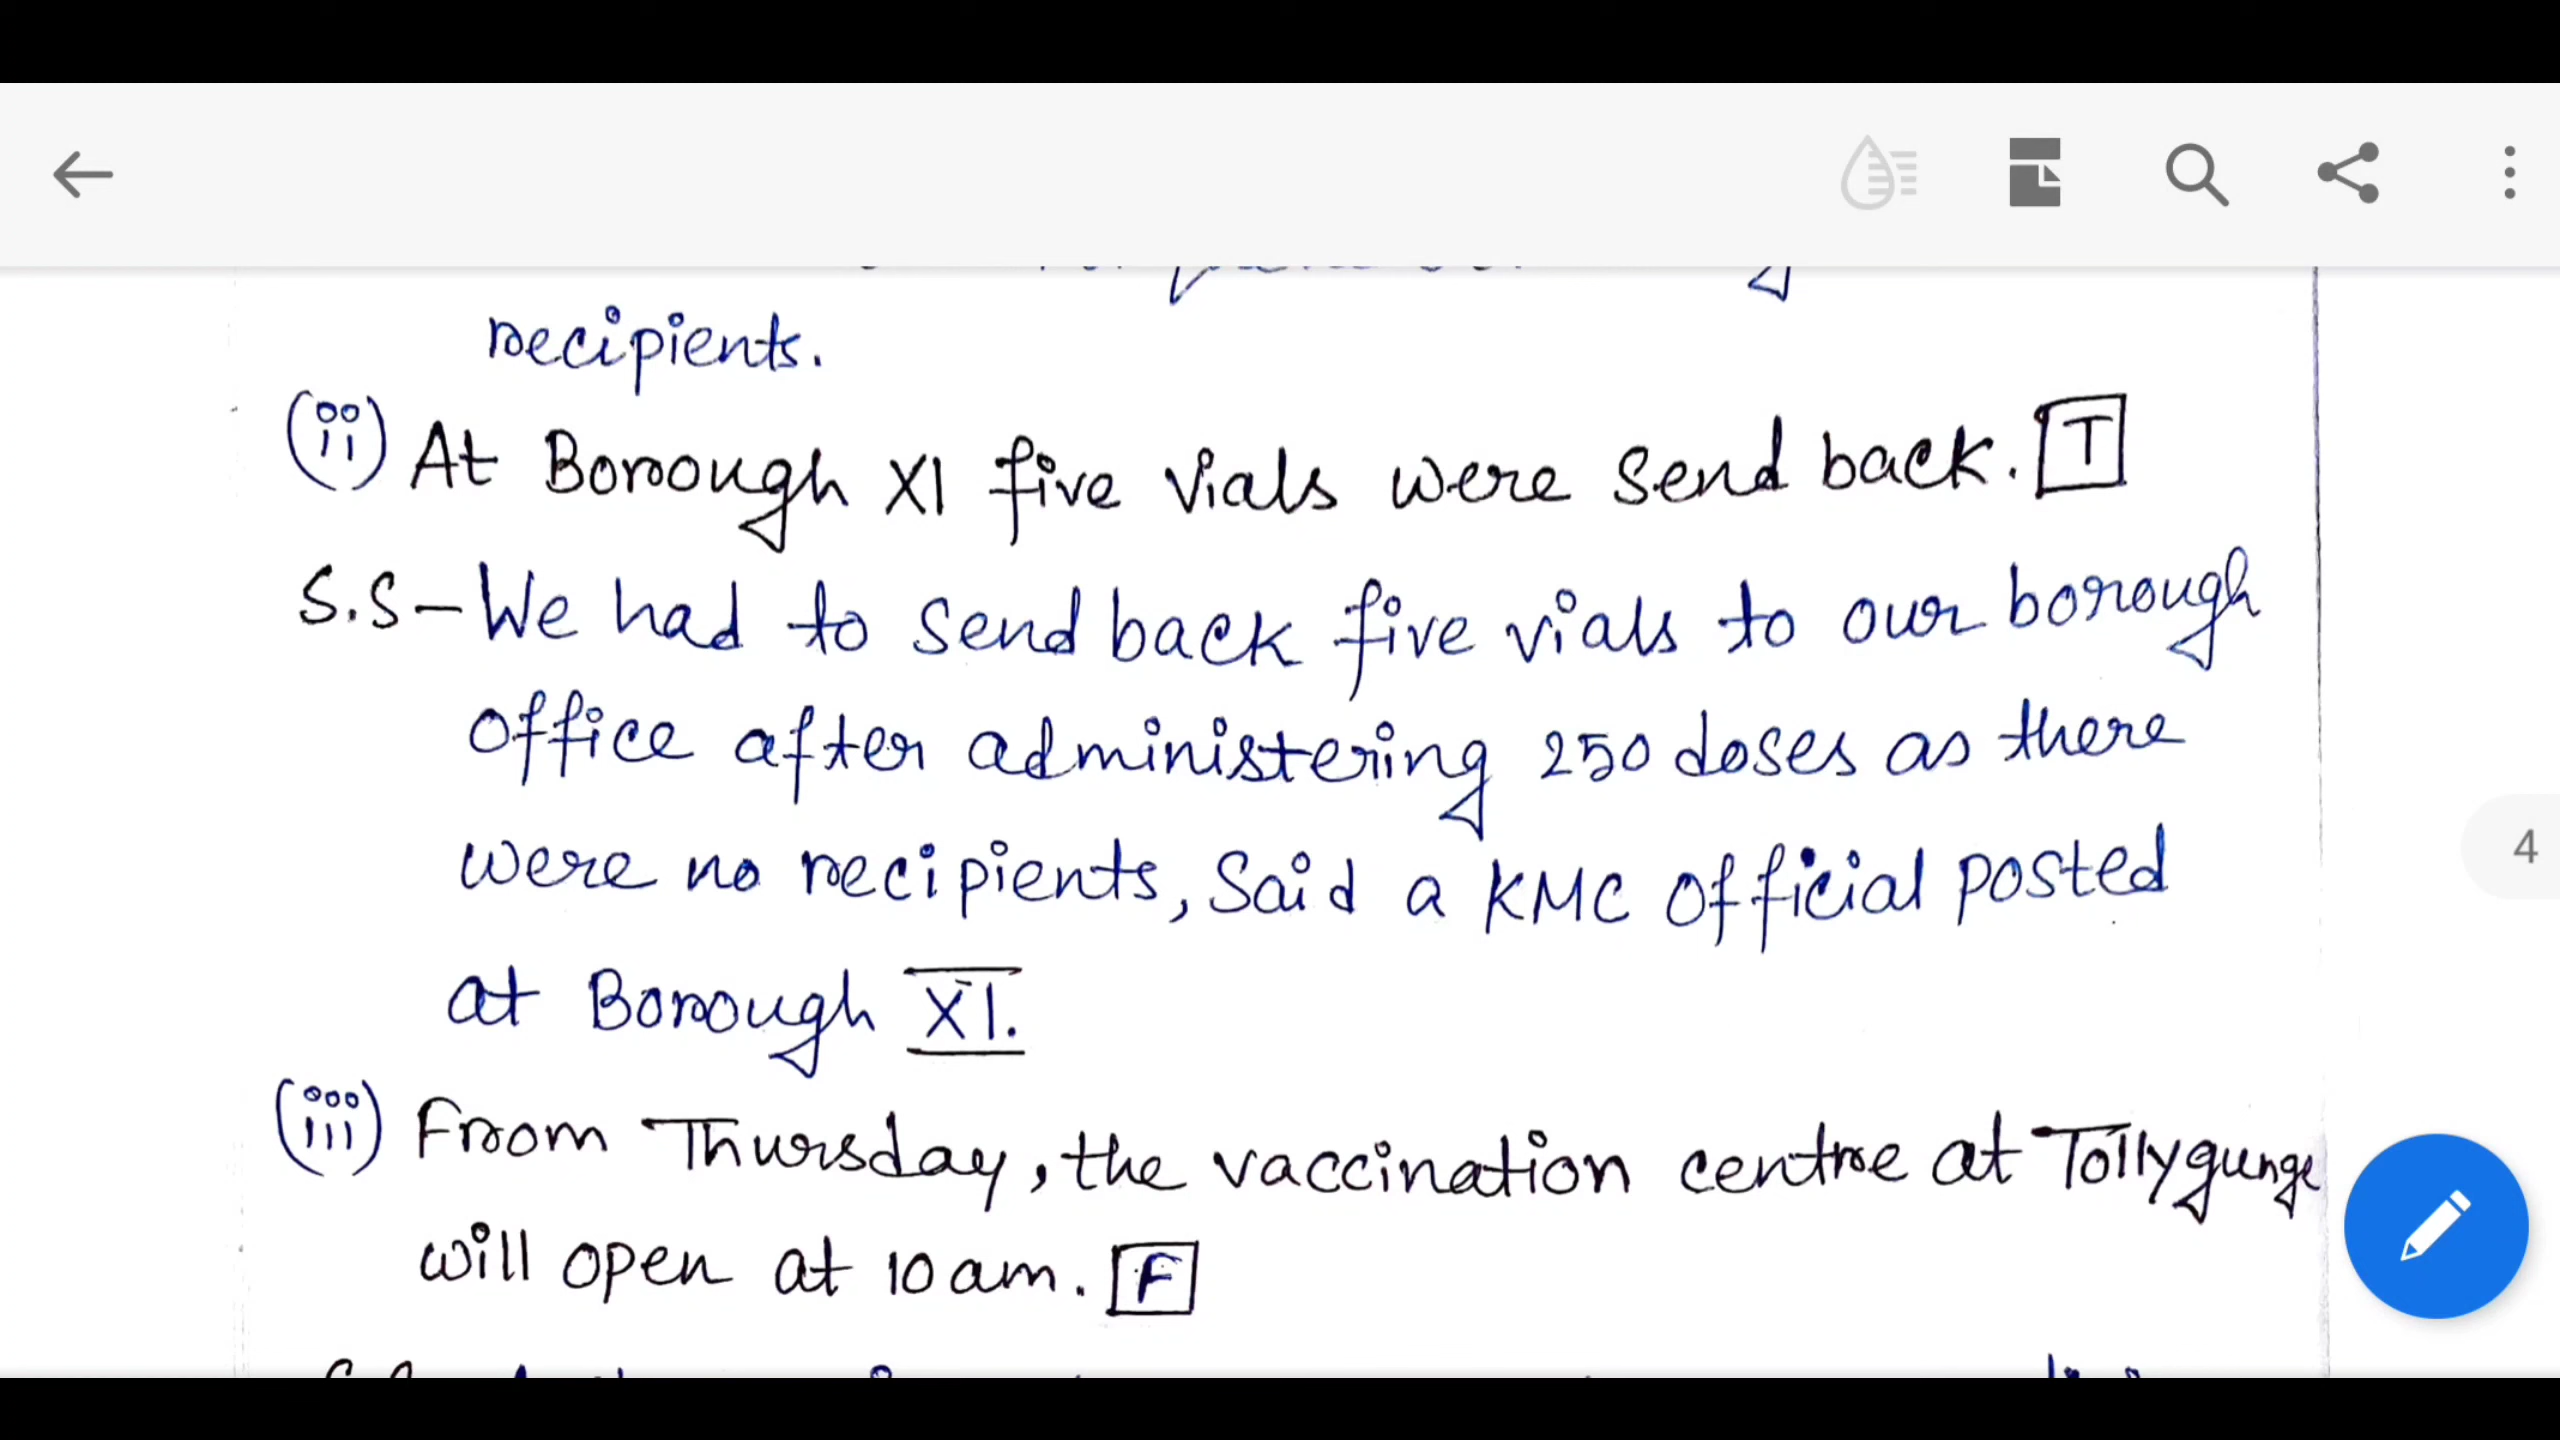 recipients.
(ii) At Borough XI five vials were send back. T
S.S - We had to send back five vials to our borough
office after administering 250 doses as there
were no recipients, said a KMC official posted
at Borough XI.
4
(iii) From Thursday, the vaccination centre at Tollygunge
will open at 10 am. F